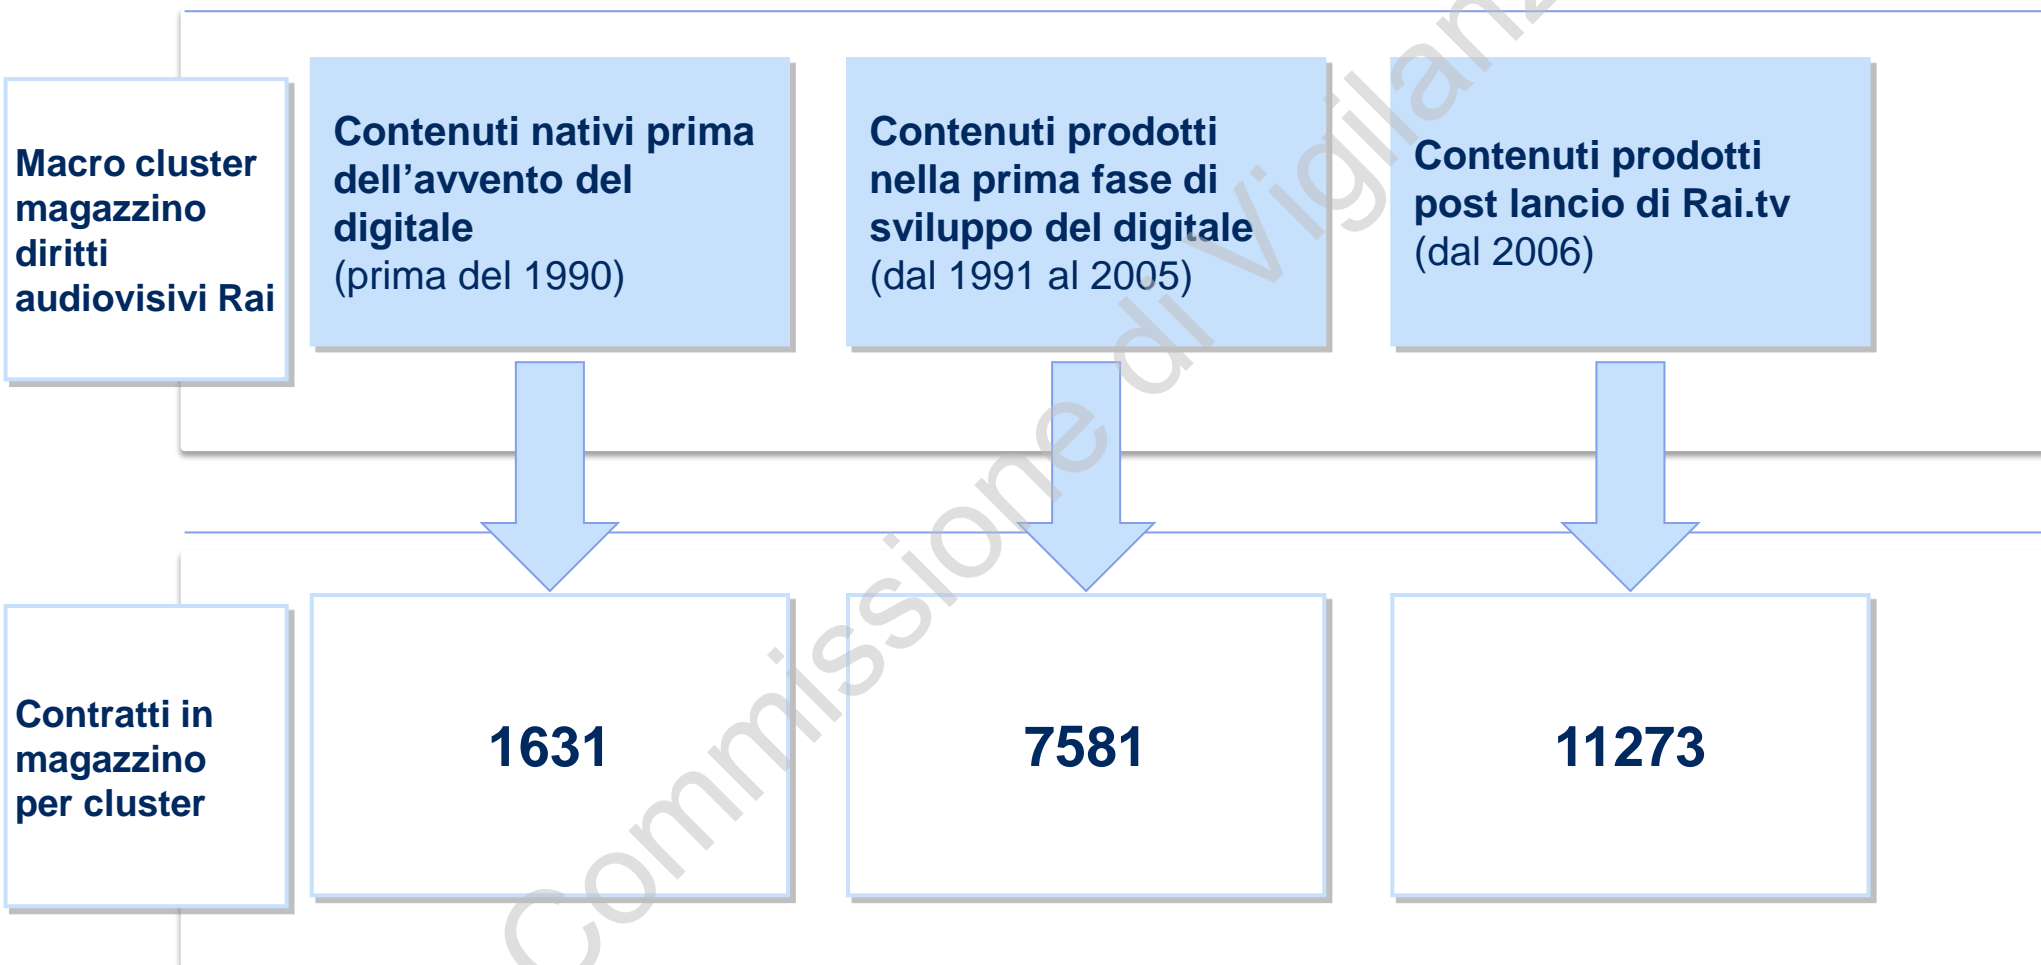 Macro cluster
magazzino
diritti
audiovisivi Rai
Contenuti nativi prima
dell’avvento del
digitale
(prima del 1990)
Contenuti prodotti
nella prima fase di
sviluppo del digitale
(dal 1991 al 2005)
Contenuti prodotti
post lancio di Rai.tv
(dal 2006)
Contratti in
magazzino
per cluster
1631
7581
11273
Commissione di Vigilanz